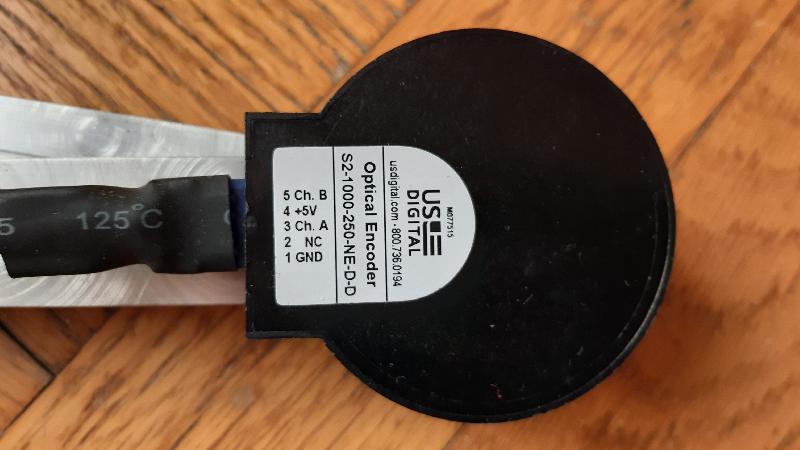 M077515
US
DIGITAL
usdigital.com · 800.736.0194
Optical Encoder
S2-1000-250-NE-D-D
5 Ch. B
4 +5V
3 Ch. A
2 NC
1 GND
125°C